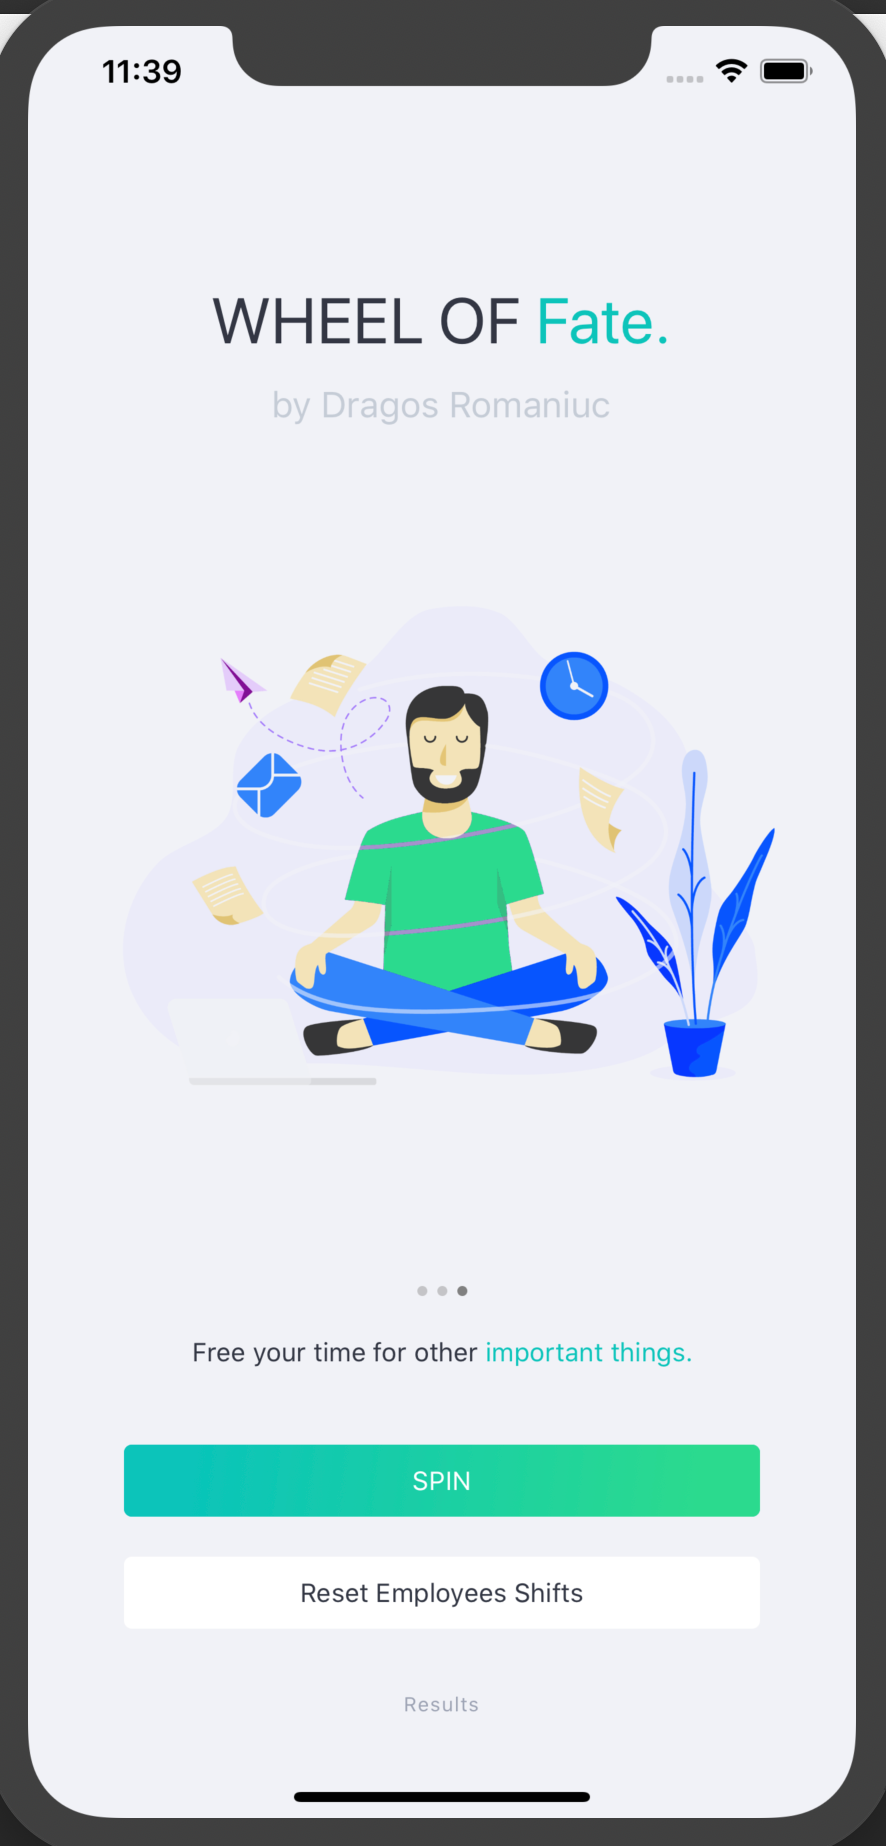 11:39
WHEEL OF Fate.
by Dragos Romaniuc
Free your time for other important things.
SPIN
Reset Employees Shifts
Results